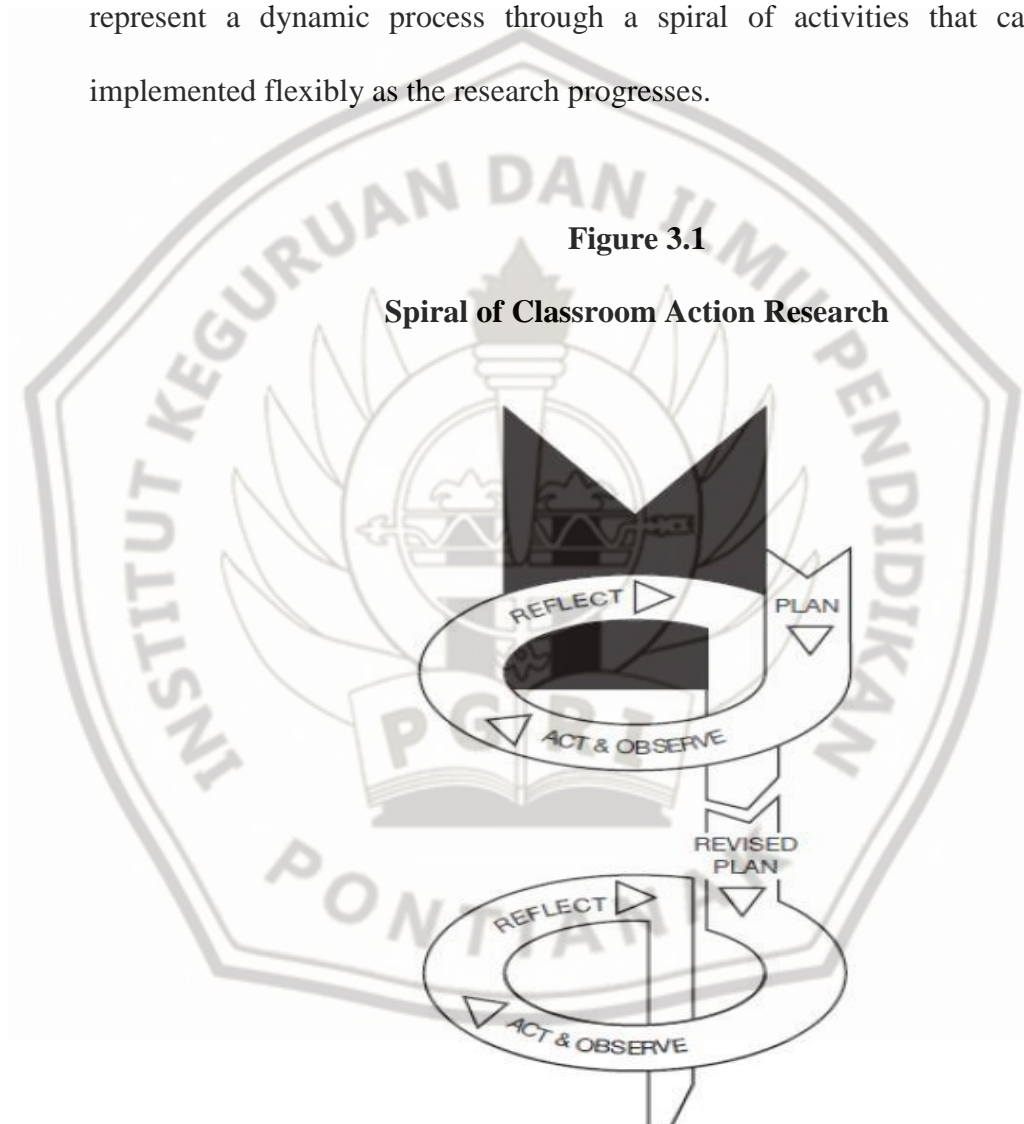 represent a dynamic process through a spiral of activities that ca
implemented flexibly as the research progresses.
INSTITUT KEGURUAN DAN ILMU PENDIDIKAN
Figure 3.1
Spiral of Classroom Action Research
REFLECT
PLAN
ACT & OBSERVE
PGRI
REVISED
PLAN
REFLECT
ACT & OBSERVE
PONTIANAK